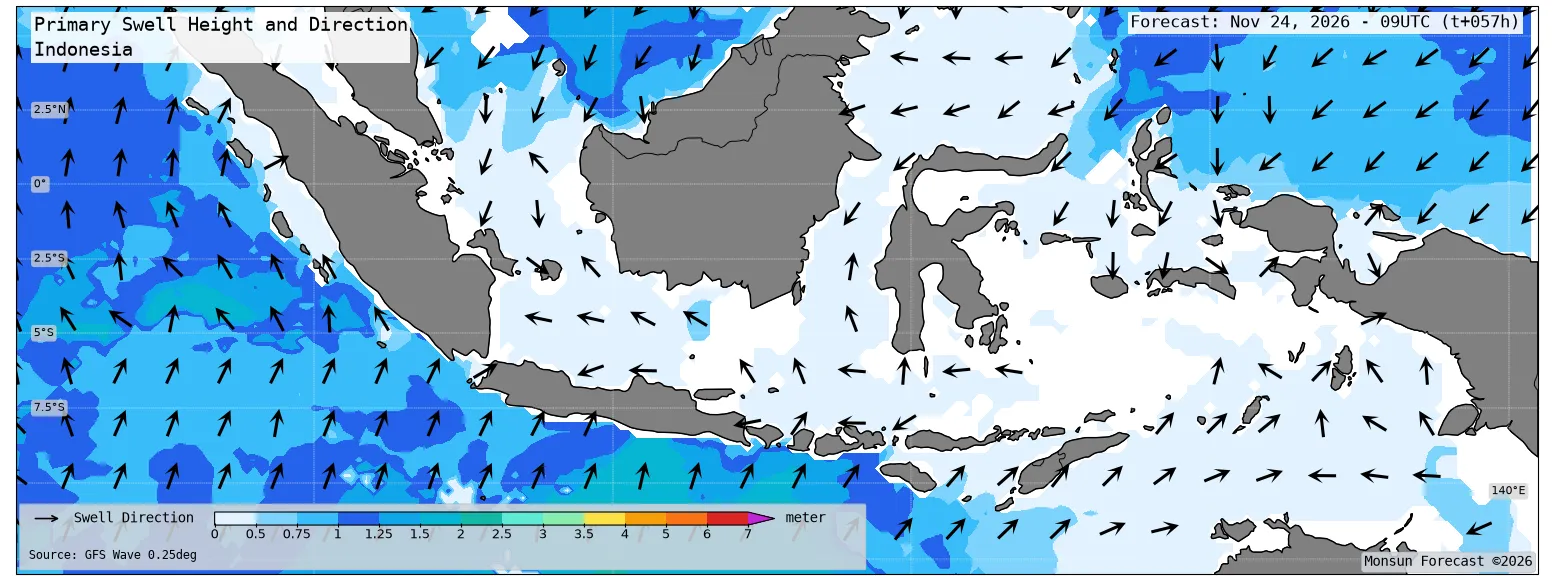 Primary Swell Height and Direction
Indonesia
Forecast: Nov 24, 2026 - 09UTC (t+057h)
2.5°N
0°
2.5°S
5°S
7.5°S
140°E
Swell Direction
0 0.5 0.75 1 1.25 1.5 2 2.5 3 3.5 4 5 6 7
meter
Source: GFS Wave 0.25deg
Monsun Forecast ©2026